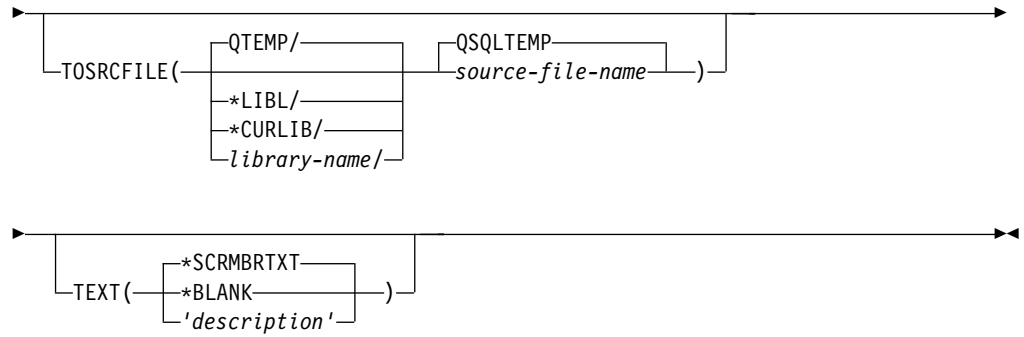 QTEMP/ QSQLTEMP
TOSRCFILE( source-file-name )
*LIBL/
*CURLIB/
library-name/
*SCRMBRTXT
TEXT( *BLANK )
'description'